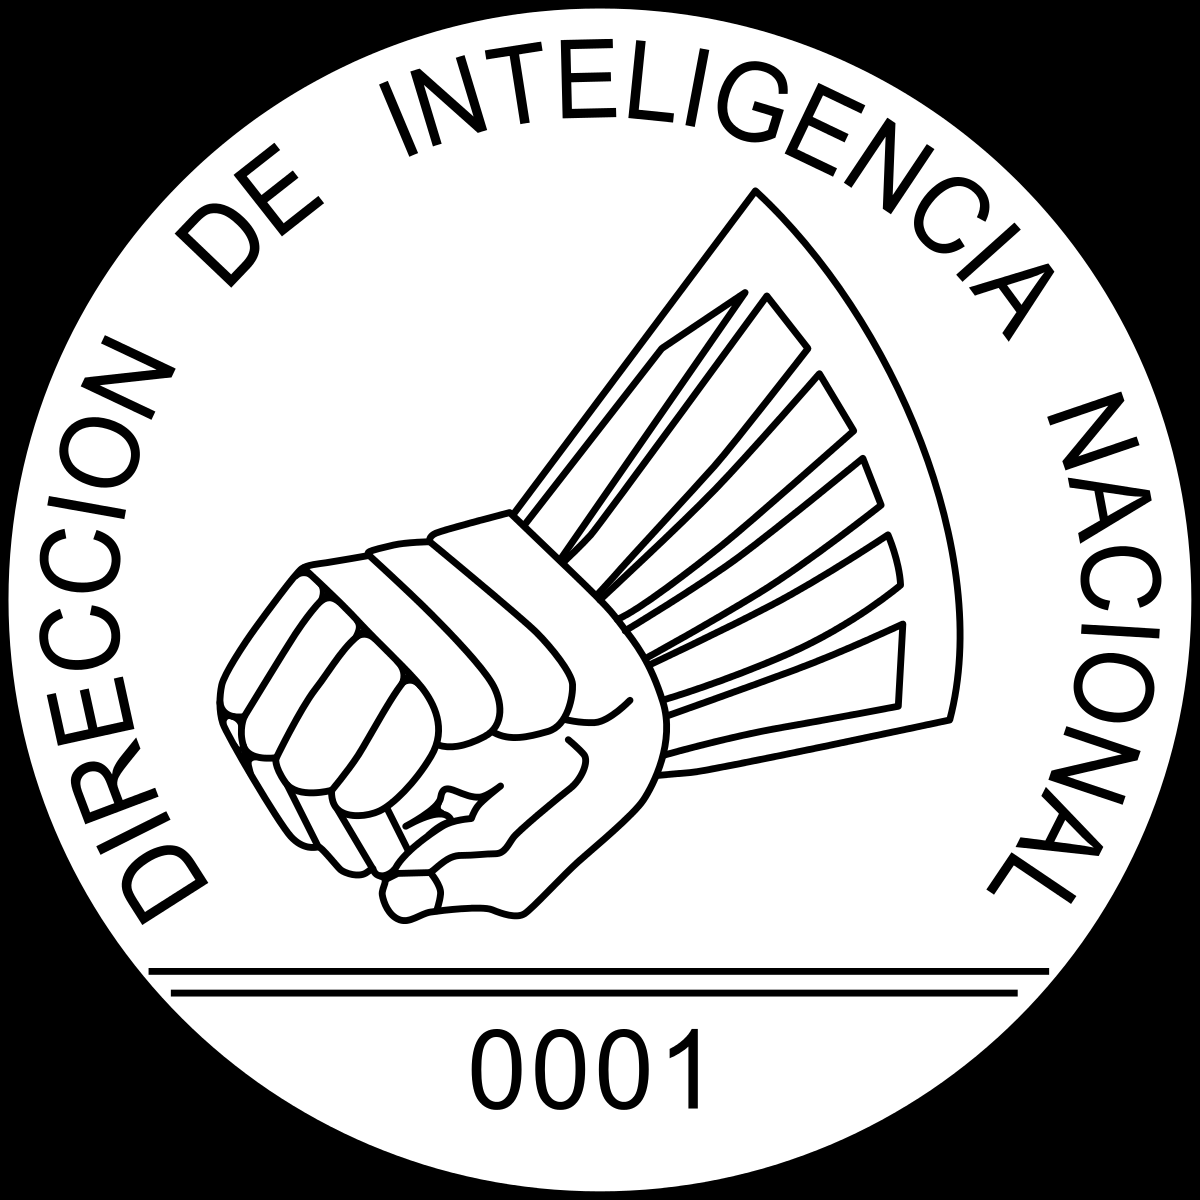 DIRECCION DE INTELIGENCIA NACIONAL
0001